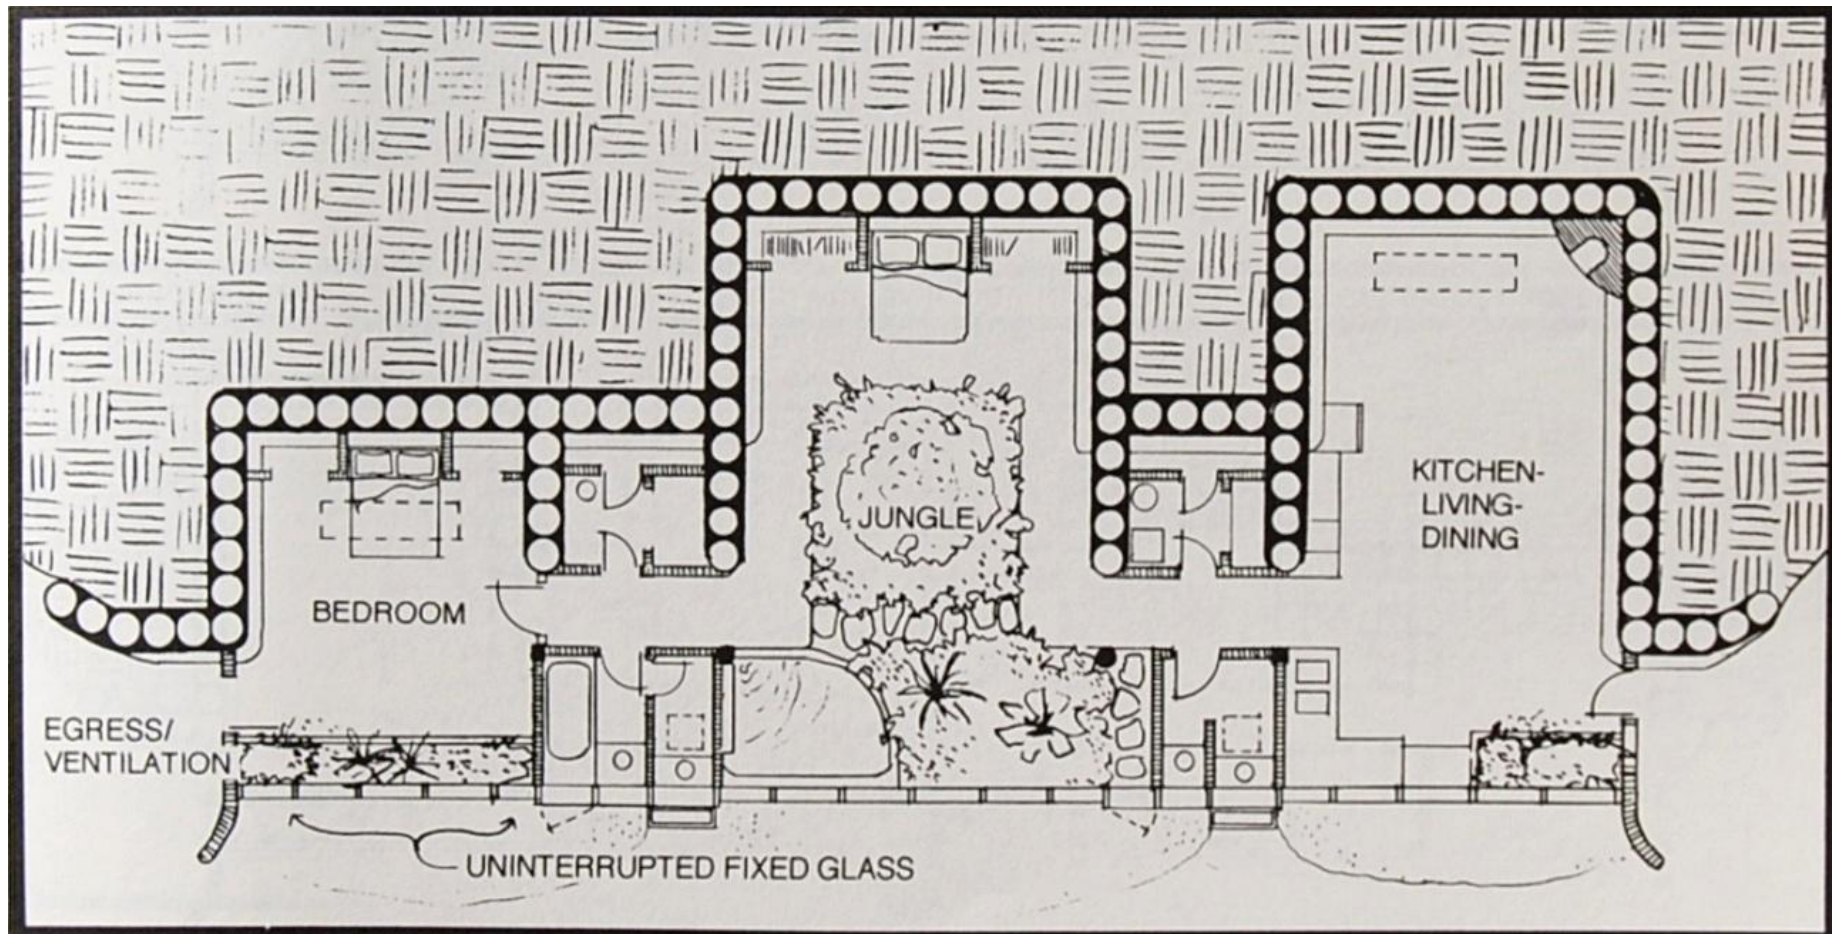 JUNGLE
KITCHEN-
LIVING-
DINING
BEDROOM
EGRESS/
VENTILATION
UNINTERRUPTED FIXED GLASS